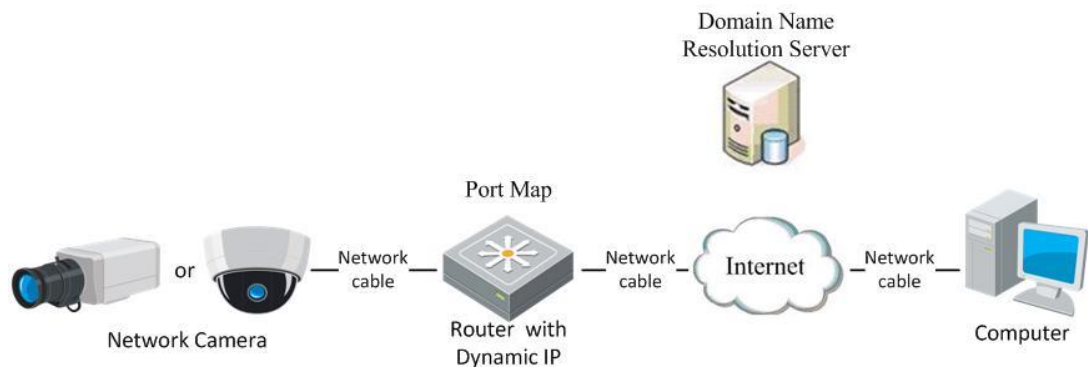 Domain Name
Resolution Server
Port Map
or
Network
cable
Network
cable
Internet
Network
cable
Network Camera
Router with
Dynamic IP
Computer